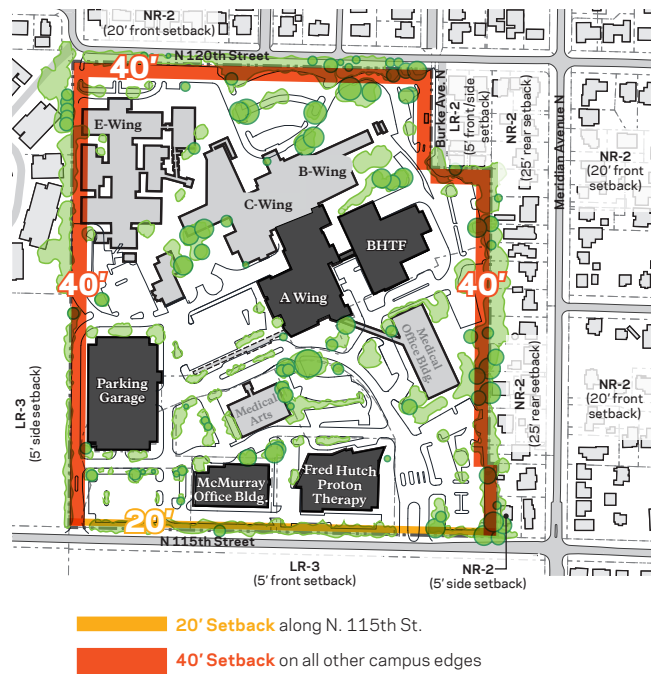 NR-2
(20' front setback)
N 120th Street
40'
E-Wing
B-Wing
C-Wing
BHTF
A Wing
Burke Ave. N
LR-2
(5' front/side
setback)
NR-2
(25' rear setback)
Meridian Avenue N
NR-2
(20' front
setback)
40'
40'
Medical
Office Bldg.
Parking
Garage
LR-3
(5' side setback)
Medical
Arts
NR-2
(25' rear setback)
NR-2
(20' front
setback)
McMurray
Office Bldg.
Fred Hutch
Proton
Therapy
20'
N 115th Street
LR-3
(5' front setback)
NR-2
(5' side setback)
20' Setback along N. 115th St.
40' Setback on all other campus edges